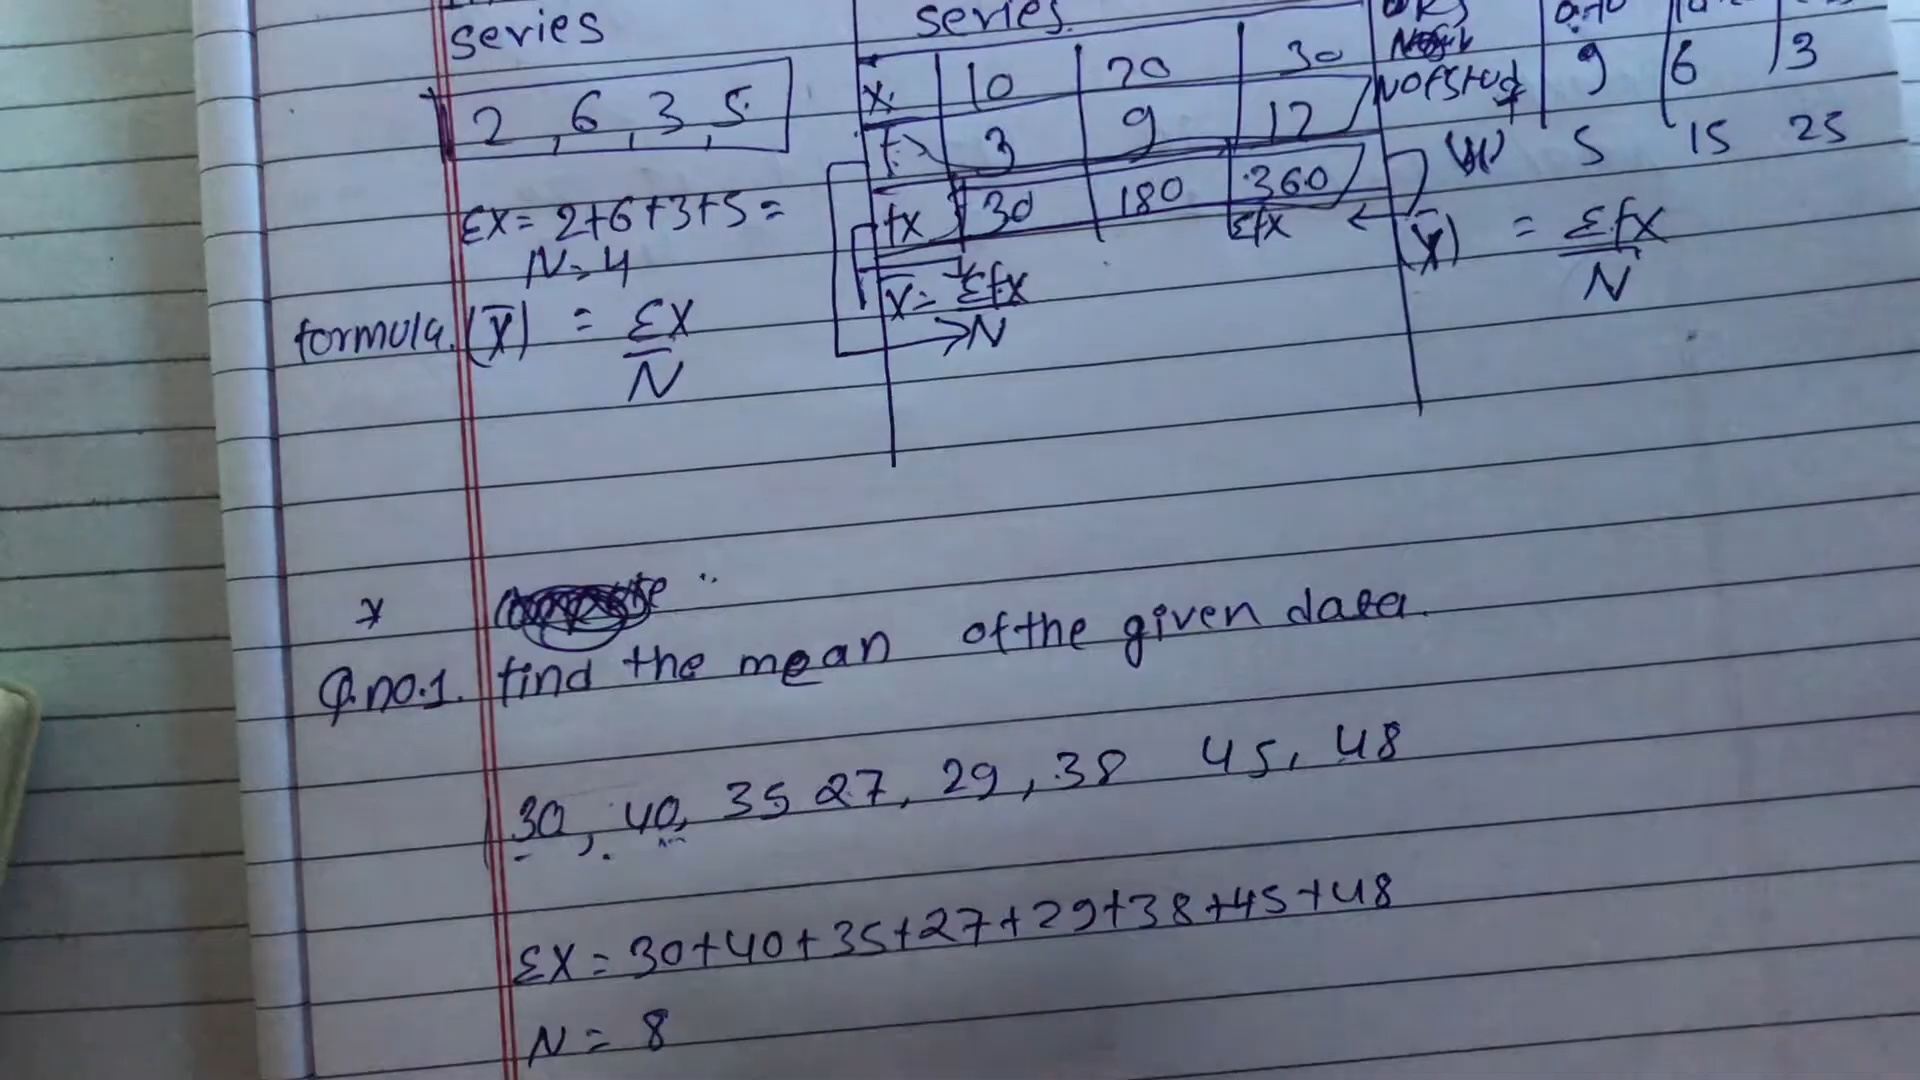 series
2, 6, 3, 5
ΣX = 2+6+3+5 =
N = 4
formula (X̄) = ΣX/N
series.
x 10 20 30
f 3 9 12
fx 30 180 360
Σfx
X̄ = Σfx/N
No of stud 9 6 3
5 15 25
(X̄) = Σfx/N
*
Q.no.1. find the mean of the given data.
30, 40, 35 27, 29, 38 45, 48
ΣX = 30+40+35+27+29+38+45+48
N = 8